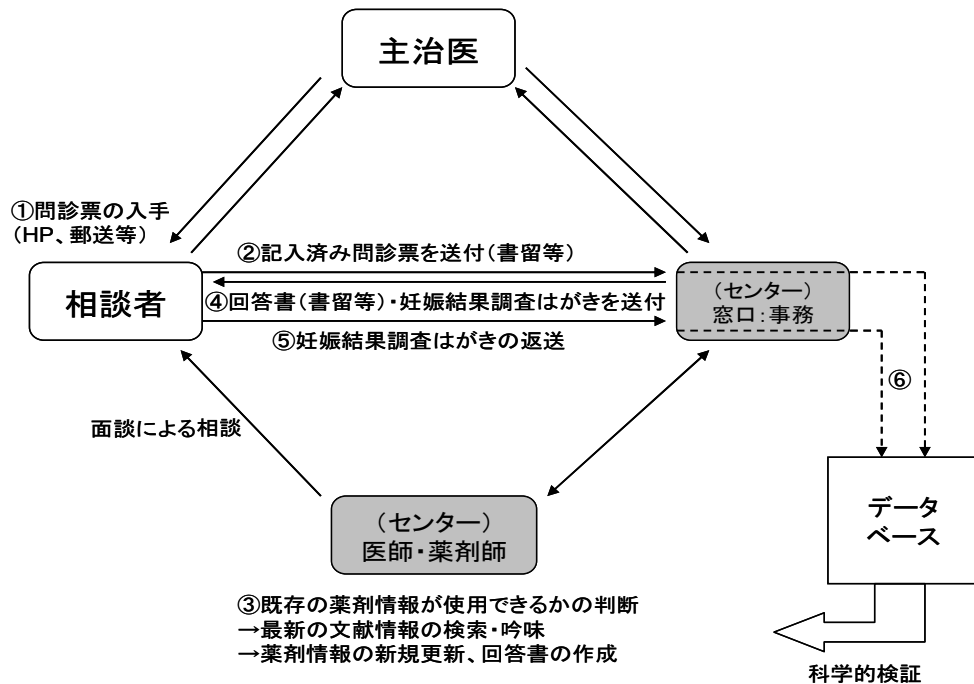 主治医
①問診票の入手
（HP、郵送等）
②記入済み問診票を送付（書留等）
相談者
④回答書（書留等）・妊娠結果調査はがきを送付
（センター）
窓口：事務
⑤妊娠結果調査はがきの返送
⑥
面談による相談
（センター）
医師・薬剤師
データ
ベース
③既存の薬剤情報が使用できるかの判断
→最新の文献情報の検索・吟味
→薬剤情報の新規更新、回答書の作成
科学的検証